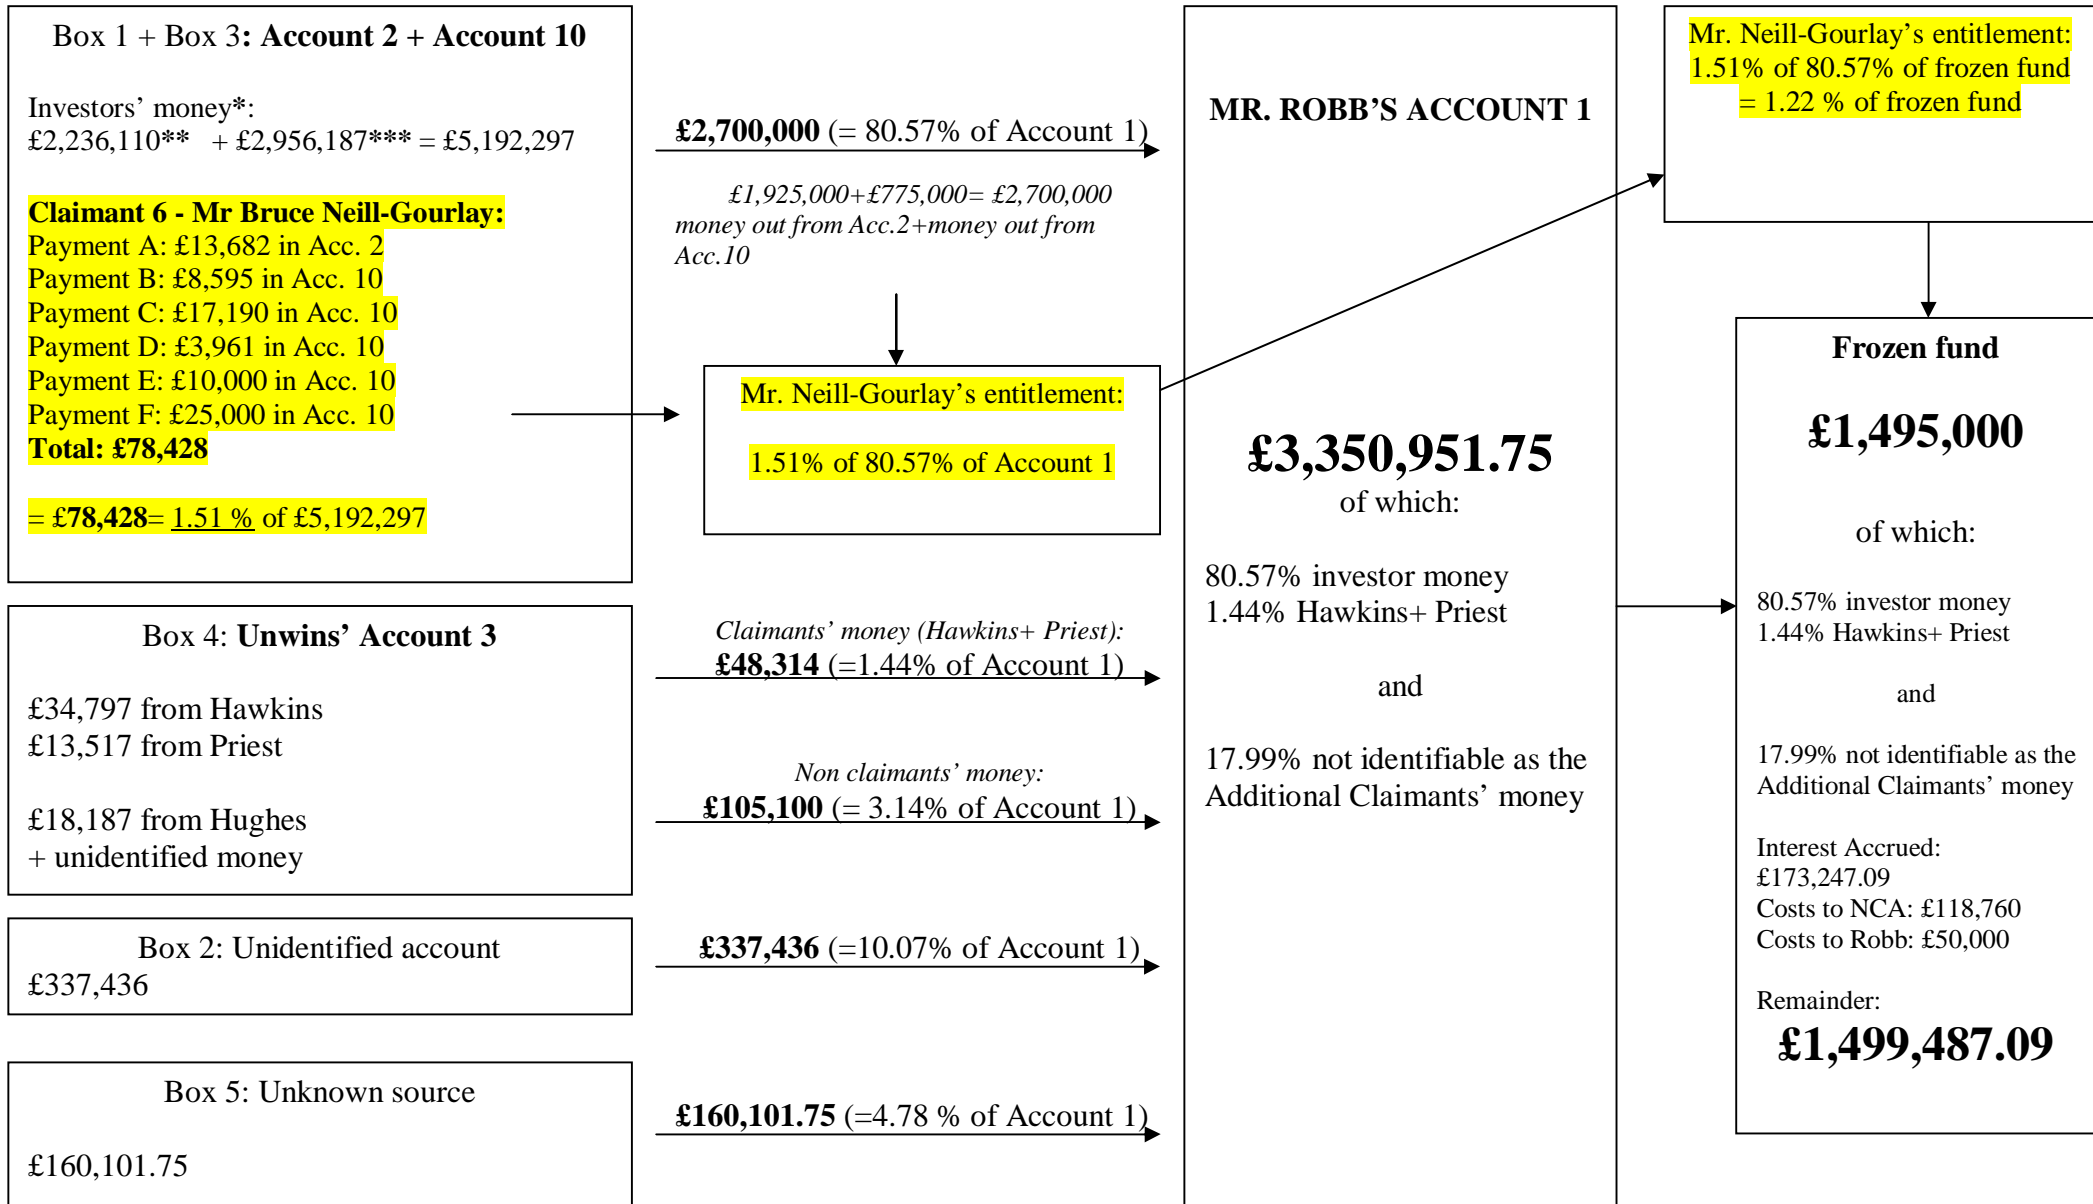 Box 1 + Box 3: Account 2 + Account 10
Investors' money*:
£2,236,110** + £2,956,187*** = £5,192,297
Claimant 6 - Mr Bruce Neill-Gourlay:
Payment A: £13,682 in Acc. 2
Payment B: £8,595 in Acc. 10
Payment C: £17,190 in Acc. 10
Payment D: £3,961 in Acc. 10
Payment E: £10,000 in Acc. 10
Payment F: £25,000 in Acc. 10
Total: £78,428
= £78,428= 1.51 % of £5,192,297
£2,700,000 (= 80.57% of Account 1)
£1,925,000+£775,000= £2,700,000
money out from Acc.2+money out from
Acc.10
Mr. Neill-Gourlay's entitlement:
1.51% of 80.57% of Account 1
Box 4: Unwins' Account 3
£34,797 from Hawkins
£13,517 from Priest
£18,187 from Hughes
+ unidentified money
Claimants' money (Hawkins+ Priest):
£48,314 (=1.44% of Account 1)
Non claimants' money:
£105,100 (= 3.14% of Account 1)
Box 2: Unidentified account
£337,436
£337,436 (=10.07% of Account 1)
Box 5: Unknown source
£160,101.75
£160,101.75 (=4.78 % of Account 1)
MR. ROBB'S ACCOUNT 1
£3,350,951.75
of which:
80.57% investor money
1.44% Hawkins+ Priest
and
17.99% not identifiable as the
Additional Claimants' money
Mr. Neill-Gourlay's entitlement:
1.51% of 80.57% of frozen fund
= 1.22 % of frozen fund
Frozen fund
£1,495,000
of which:
80.57% investor money
1.44% Hawkins+ Priest
and
17.99% not identifiable as the
Additional Claimants' money
Interest Accrued:
£173,247.09
Costs to NCA: £118,760
Costs to Robb: £50,000
Remainder:
£1,499,487.09